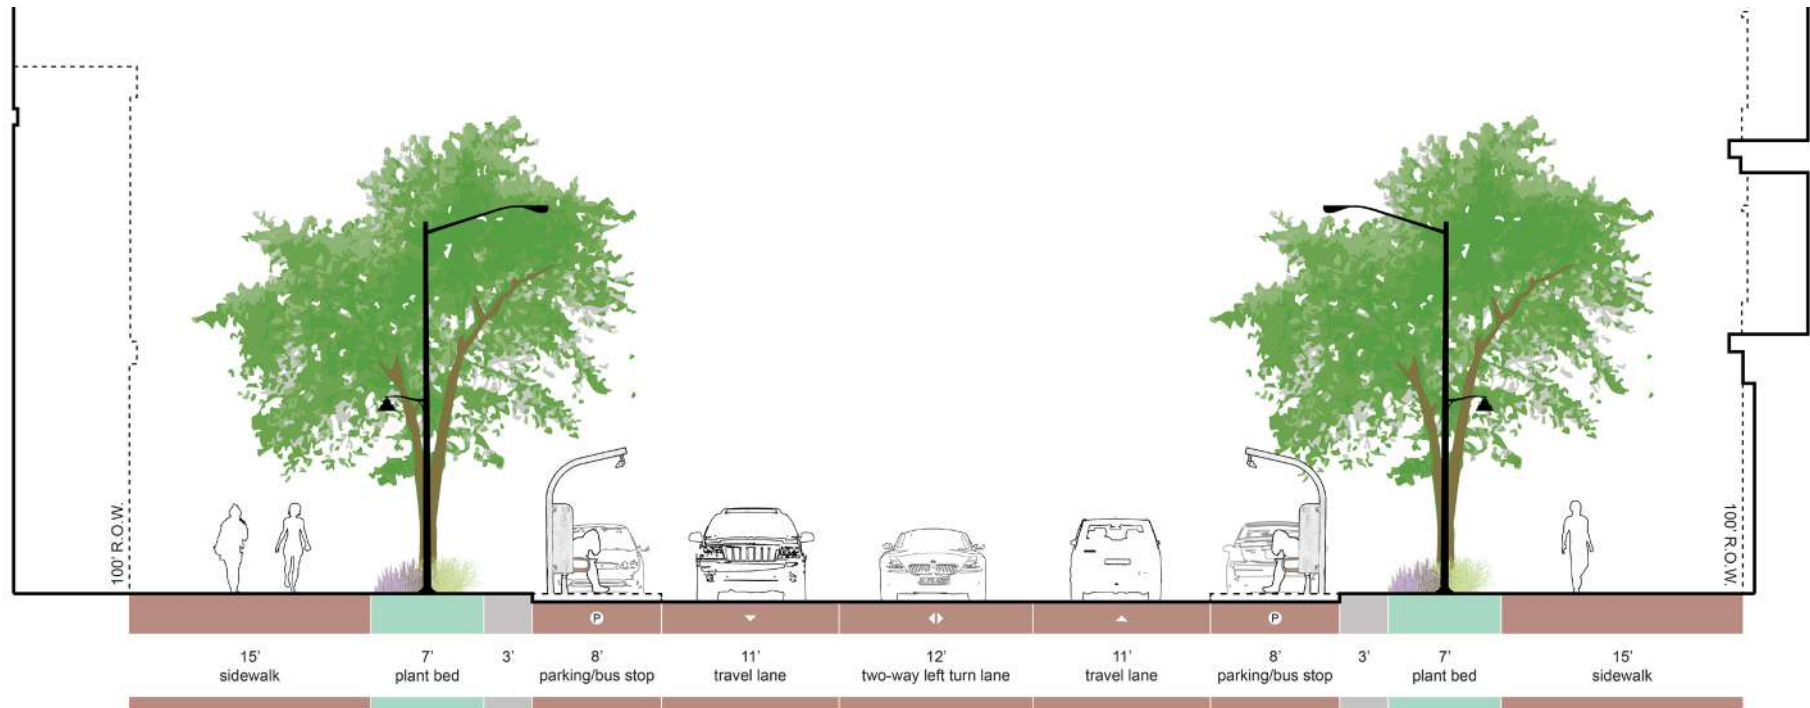 100' R.O.W.
100' R.O.W.
P
P
15' 7' 3' 8' 11' 12' 11' 8' 3' 7' 15'
sidewalk plant bed parking/bus stop travel lane two-way left turn lane travel lane parking/bus stop plant bed sidewalk